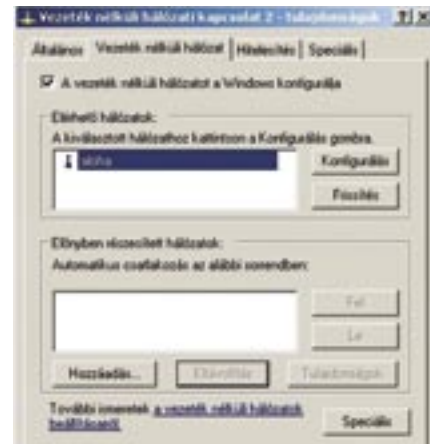 Vezeték nélküli hálózati kapcsolat 2 - tulajdonságok
Általános Vezeték nélküli hálózat Hitelesítés Speciális
A vezeték nélküli hálózatot a Windows konfigurálja
Elérhető hálózatok:
A kiválasztott hálózathoz kattintson a Konfigurálás gombra.
aloha Konfigurálás
Frissítés
Előnyben részesített hálózatok:
Automatikus csatlakozás az alábbi sorrendben:
Fel
Le
Hozzáadás... Eltávolítás Tulajdonságok
További ismeretek a vezeték nélküli hálózatok
beállításáról. Speciális